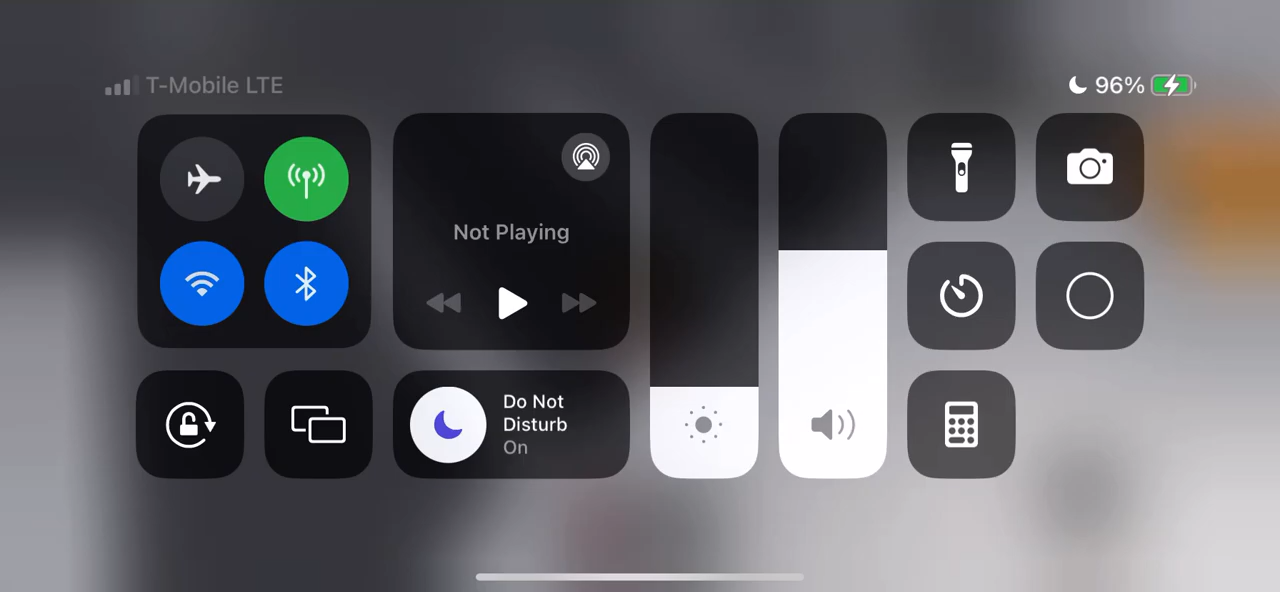 T-Mobile LTE
96%
Not Playing
Do Not
Disturb
On